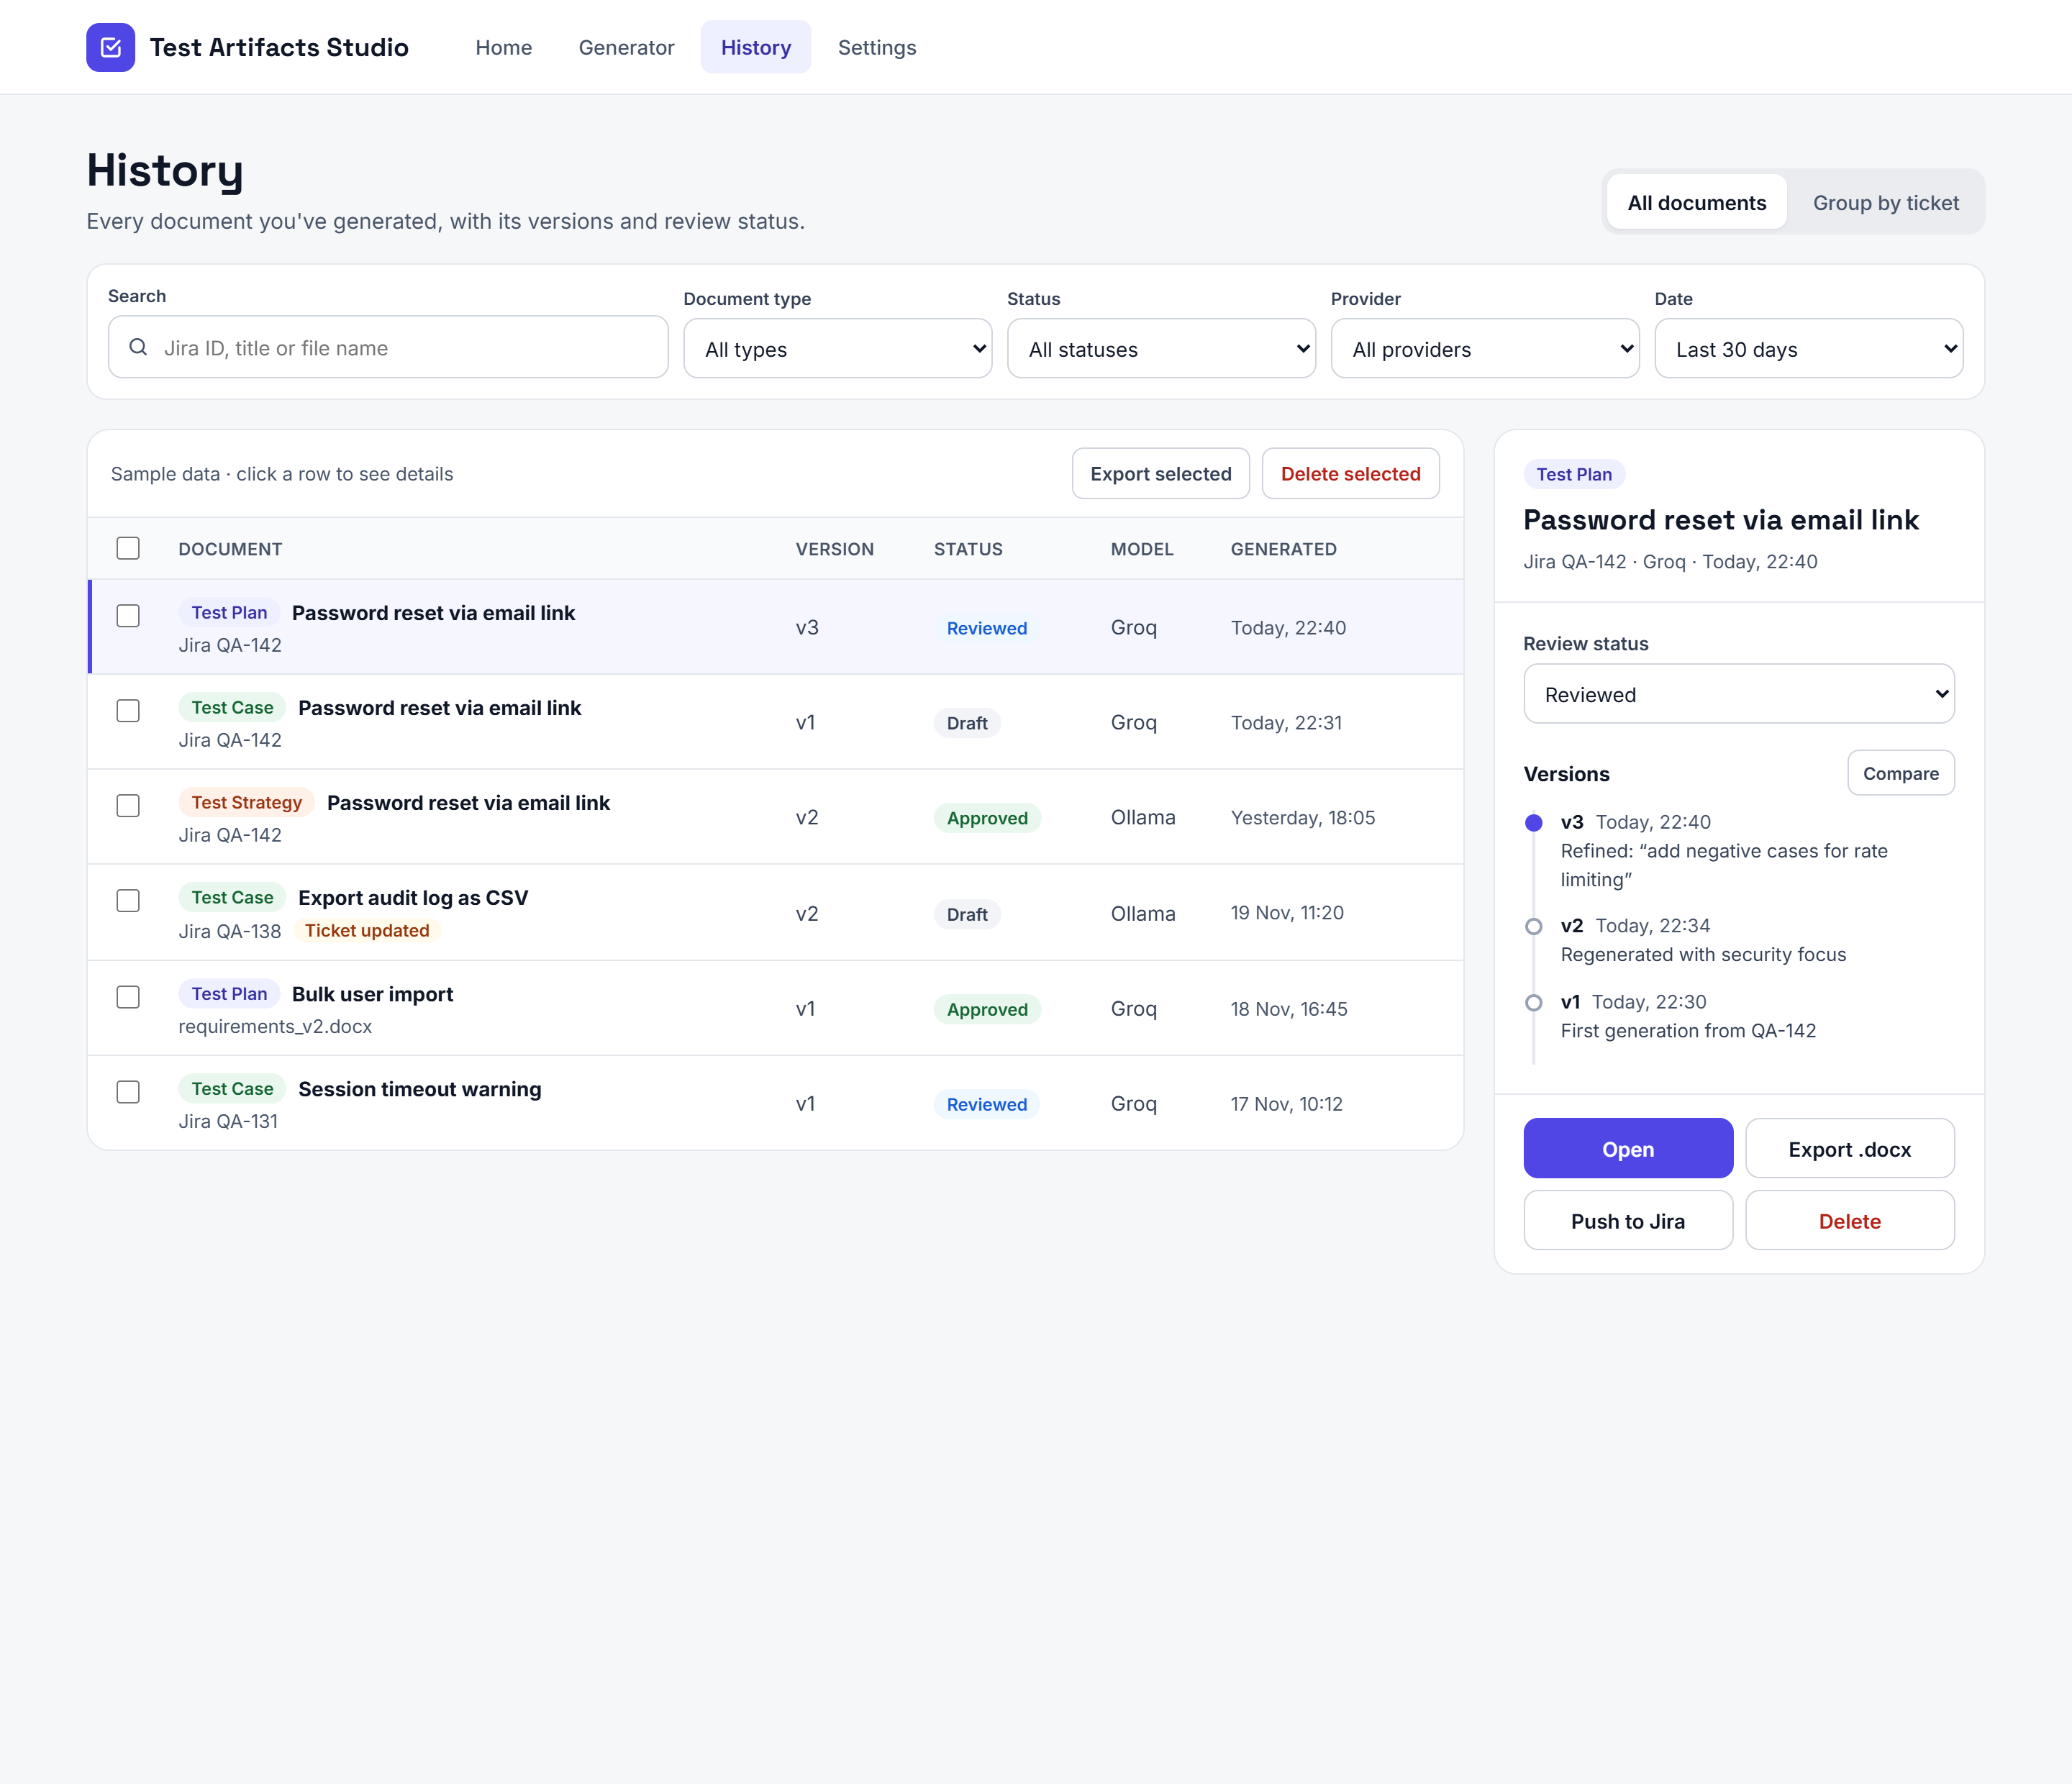 Test Artifacts Studio
Home
Generator
History
Settings
History
Every document you've generated, with its versions and review status.
All documents
Group by ticket
Search
Jira ID, title or file name
Document type
All types
Status
All statuses
Provider
All providers
Date
Last 30 days
Sample data · click a row to see details
Export selected
Delete selected
DOCUMENT VERSION STATUS MODEL GENERATED
Test Plan Password reset via email link
Jira QA-142
v3 Reviewed Groq Today, 22:40
Test Case Password reset via email link
Jira QA-142
v1 Draft Groq Today, 22:31
Test Strategy Password reset via email link
Jira QA-142
v2 Approved Ollama Yesterday, 18:05
Test Case Export audit log as CSV
Jira QA-138 Ticket updated
v2 Draft Ollama 19 Nov, 11:20
Test Plan Bulk user import
requirements_v2.docx
v1 Approved Groq 18 Nov, 16:45
Test Case Session timeout warning
Jira QA-131
v1 Reviewed Groq 17 Nov, 10:12
Test Plan
Password reset via email link
Jira QA-142 · Groq · Today, 22:40
Review status
Reviewed
Versions
Compare
v3 Today, 22:40
Refined: “add negative cases for rate
limiting”
v2 Today, 22:34
Regenerated with security focus
v1 Today, 22:30
First generation from QA-142
Open
Export .docx
Push to Jira
Delete